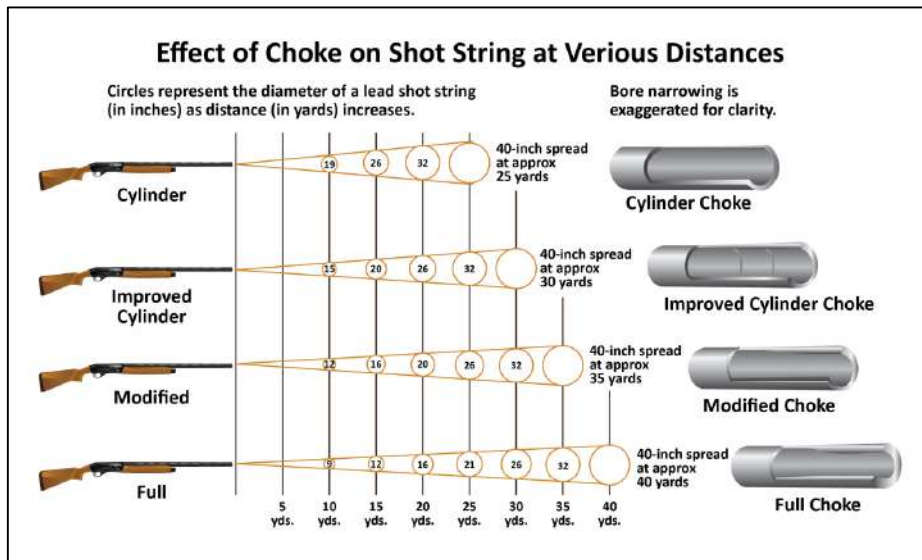 Effect of Choke on Shot String at Verious Distances
Circles represent the diameter of a lead shot string
(in inches) as distance (in yards) increases.
Bore narrowing is
exaggerated for clarity.
Cylinder
19 26 32
40-inch spread
at approx
25 yards
Cylinder Choke
Improved
Cylinder
15 20 26 32
40-inch spread
at approx
30 yards
Improved Cylinder Choke
Modified
12 16 20 26 32
40-inch spread
at approx
35 yards
Modified Choke
Full
9 12 16 21 26 32
40-inch spread
at approx
40 yards
Full Choke
5 10 15 20 25 30 35 40
yds. yds. yds. yds. yds. yds. yds. yds.